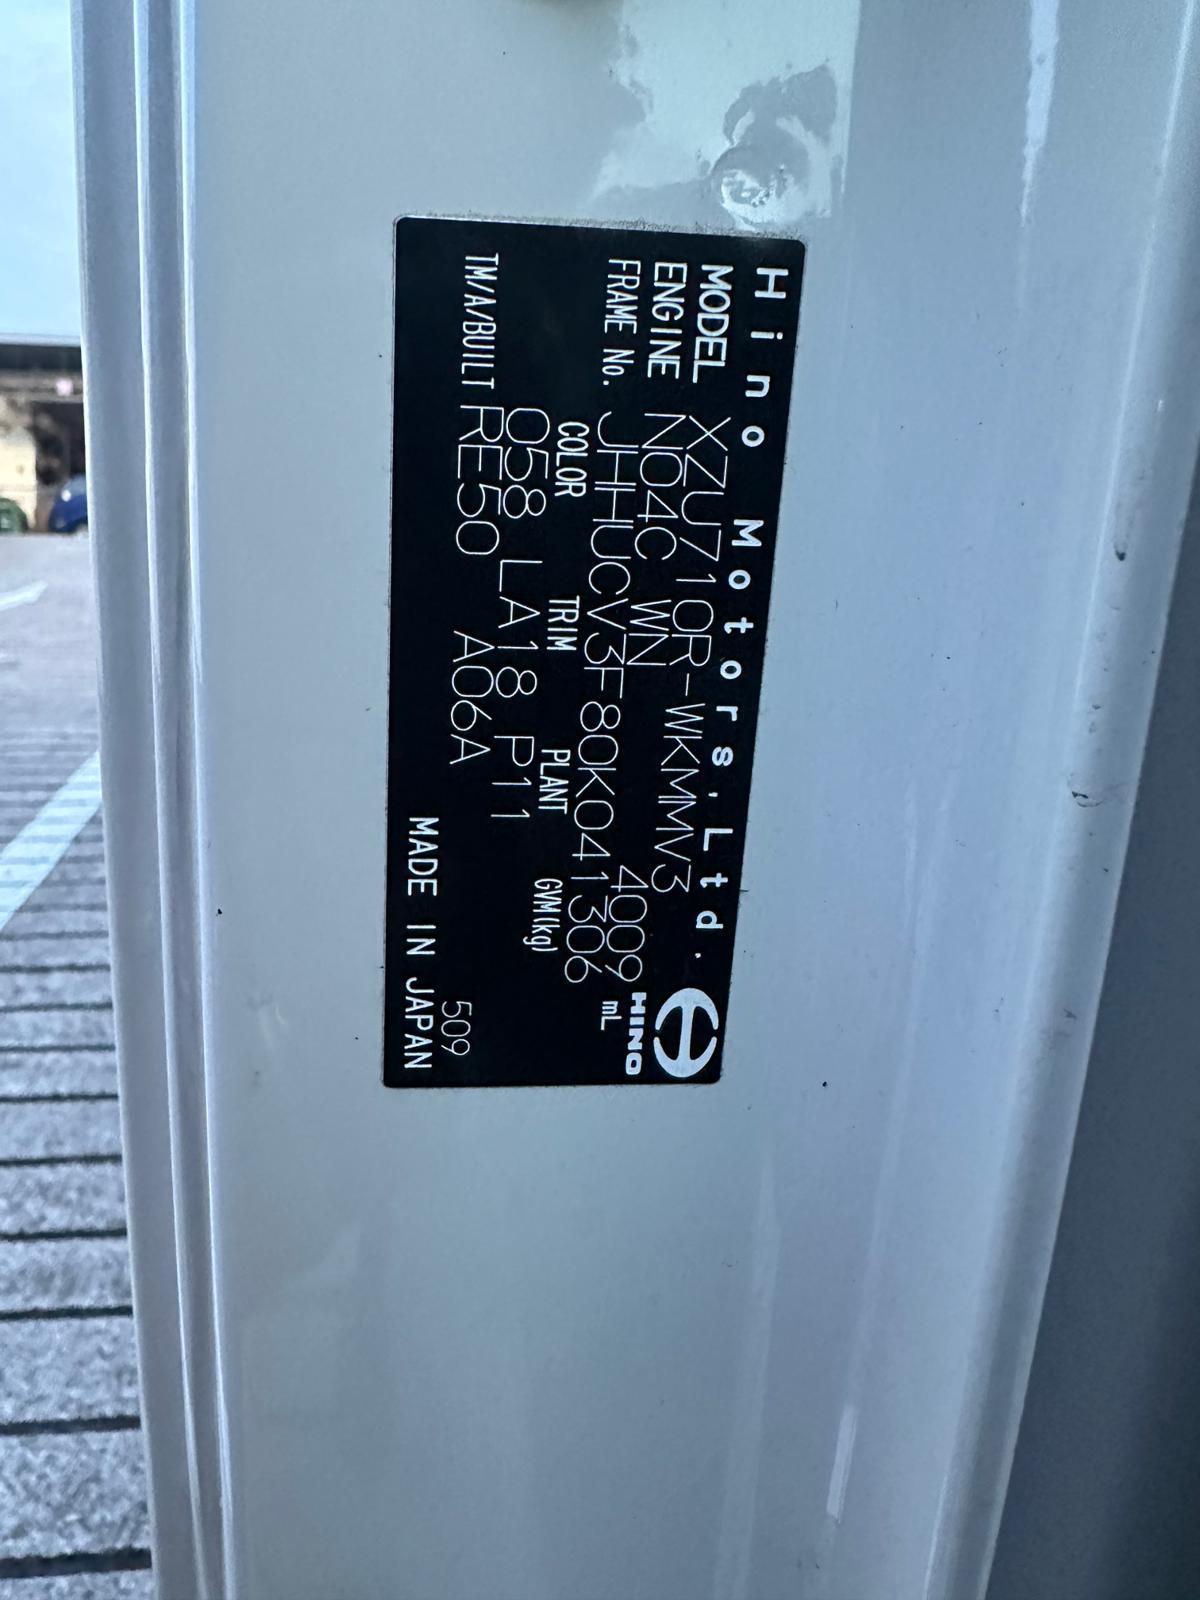 Hino Motors, Ltd.
MODEL XZU710R-WKMMV3
ENGINE N04C WN 4009 mL
HINO
FRAME No. JHHUCV3F80K041306
COLOR TRIM PLANT GVM(kg)
058 LA18 P11
TM/A/BUILT RE50 A06A
509
MADE IN JAPAN